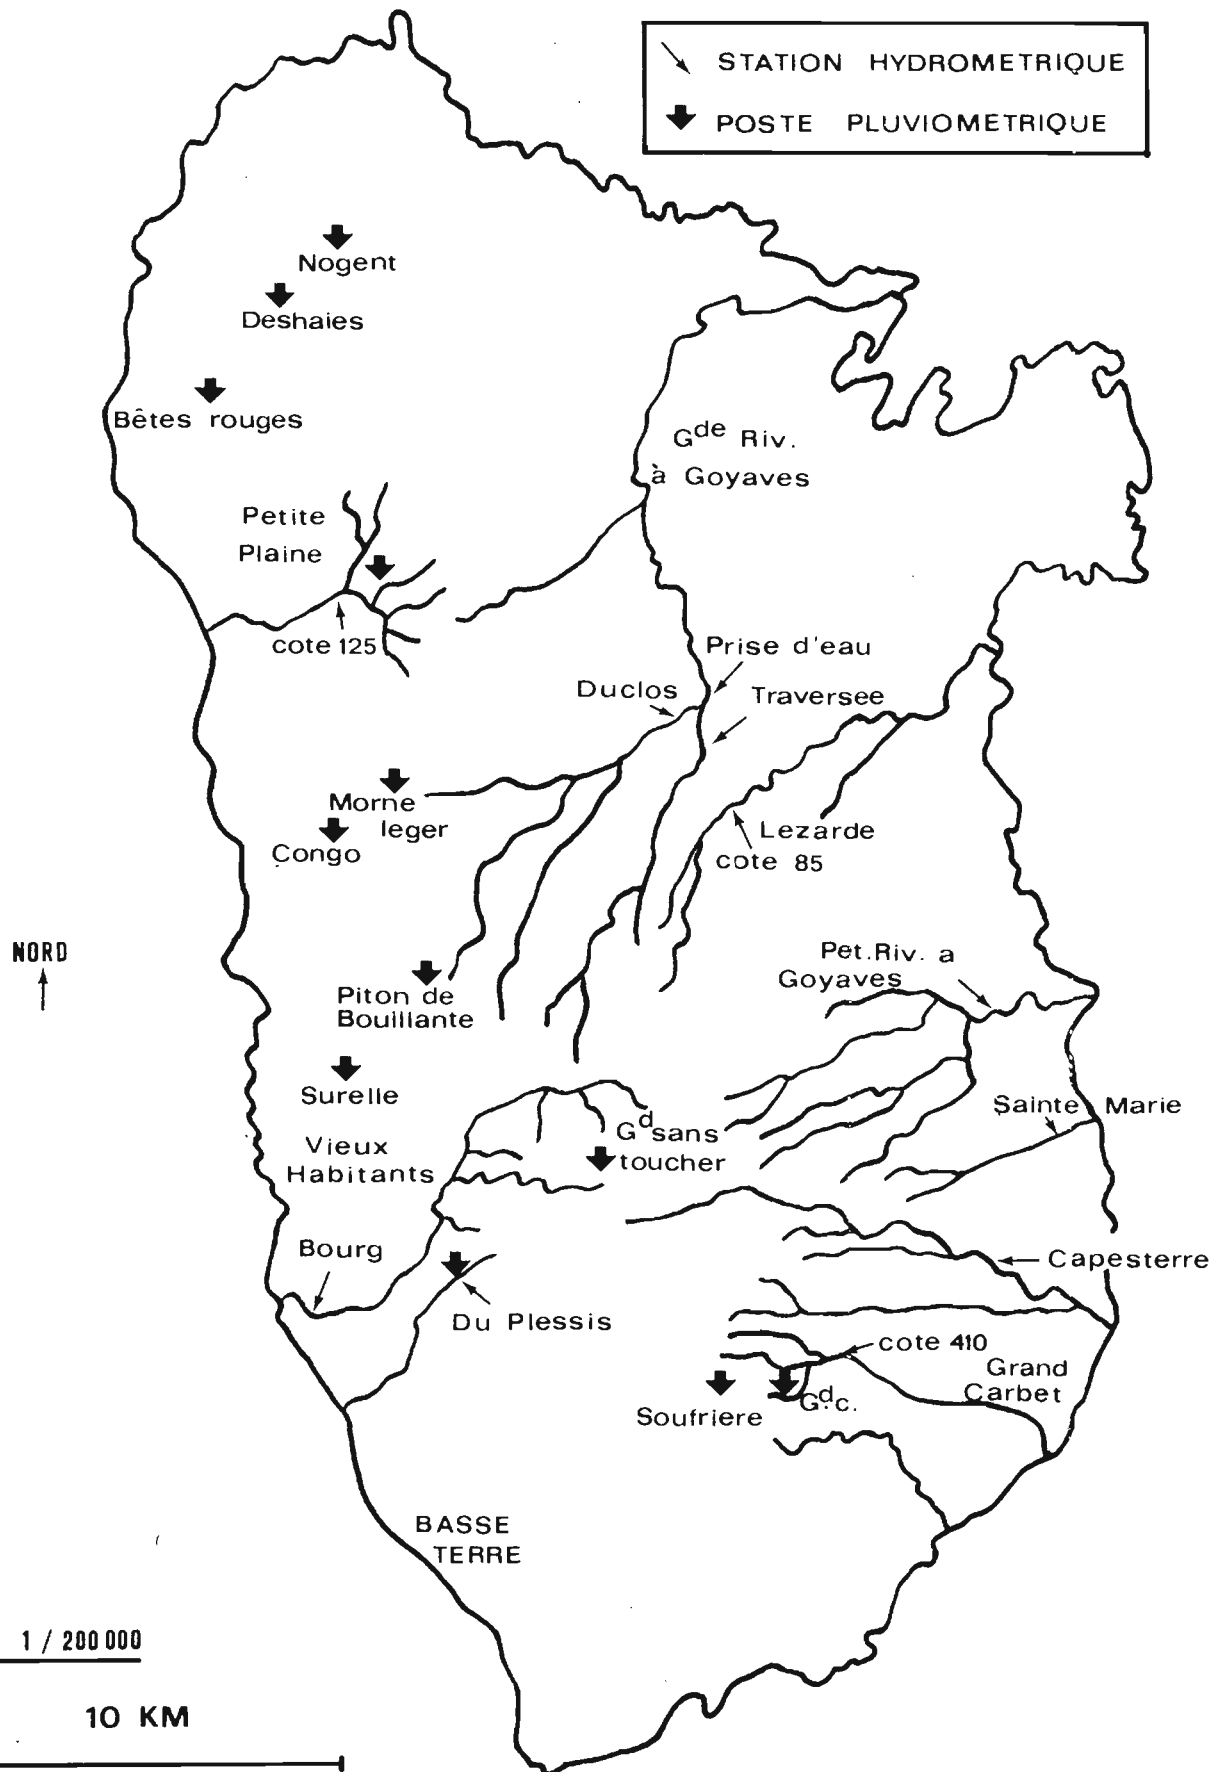 STATION HYDROMETRIQUE
POSTE PLUVIOMETRIQUE
Nogent
Deshaies
Bêtes rouges
Gde Riv.
à Goyaves
Petite
Plaine
cote 125
Prise d'eau
Duclos
Traversee
Morne
leger
Congo
Lezarde
cote 85
NORD
Pet.Riv. a
Goyaves
Piton de
Bouillante
Surelle
Sainte Marie
Gd sans
toucher
Vieux
Habitants
Bourg
Capesterre
Du Plessis
cote 410
Grand
Carbet
Gd.c.
Soufriere
BASSE
TERRE
1 / 200 000
10 KM